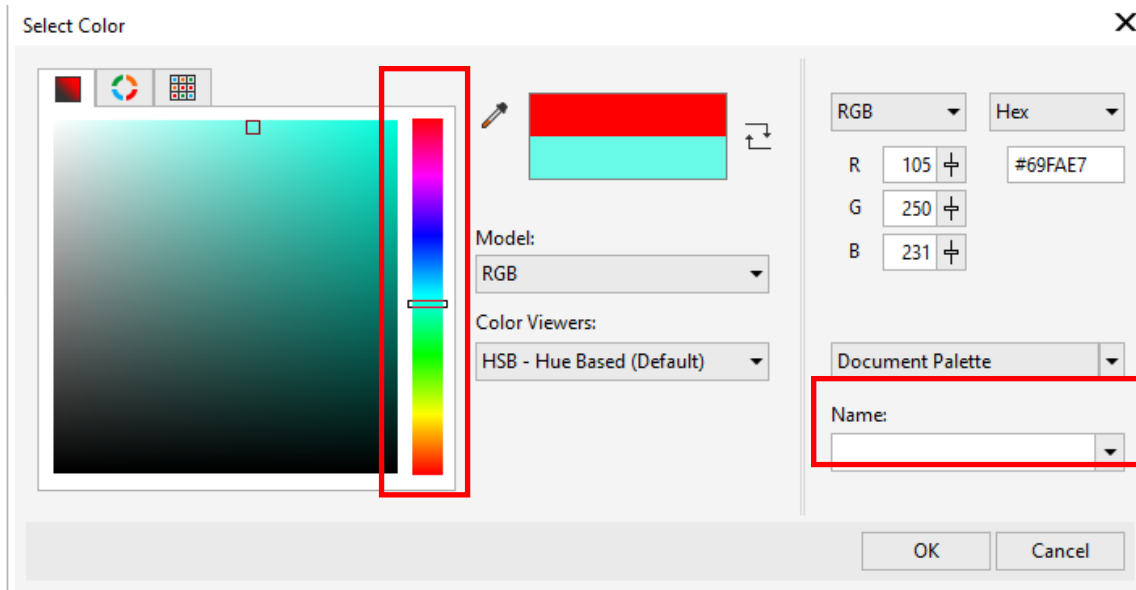 Select Color
RGB
Hex
R
105
#69FAE7
G
250
B
231
Model:
RGB
Color Viewers:
HSB - Hue Based (Default)
Document Palette
Name:
OK
Cancel